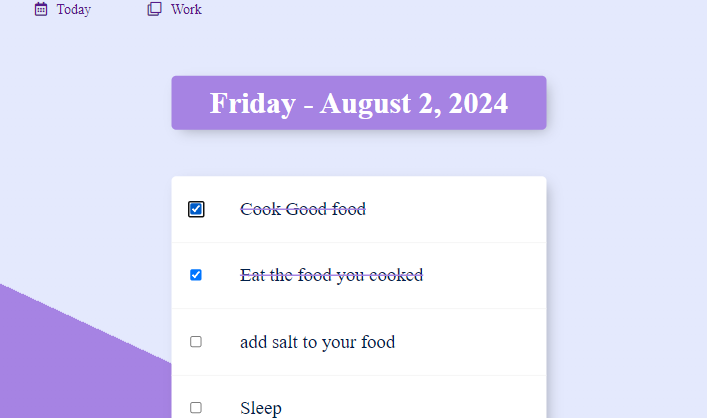 Today Work
Friday - August 2, 2024
Cook Good food
Eat the food you cooked
add salt to your food
Sleep